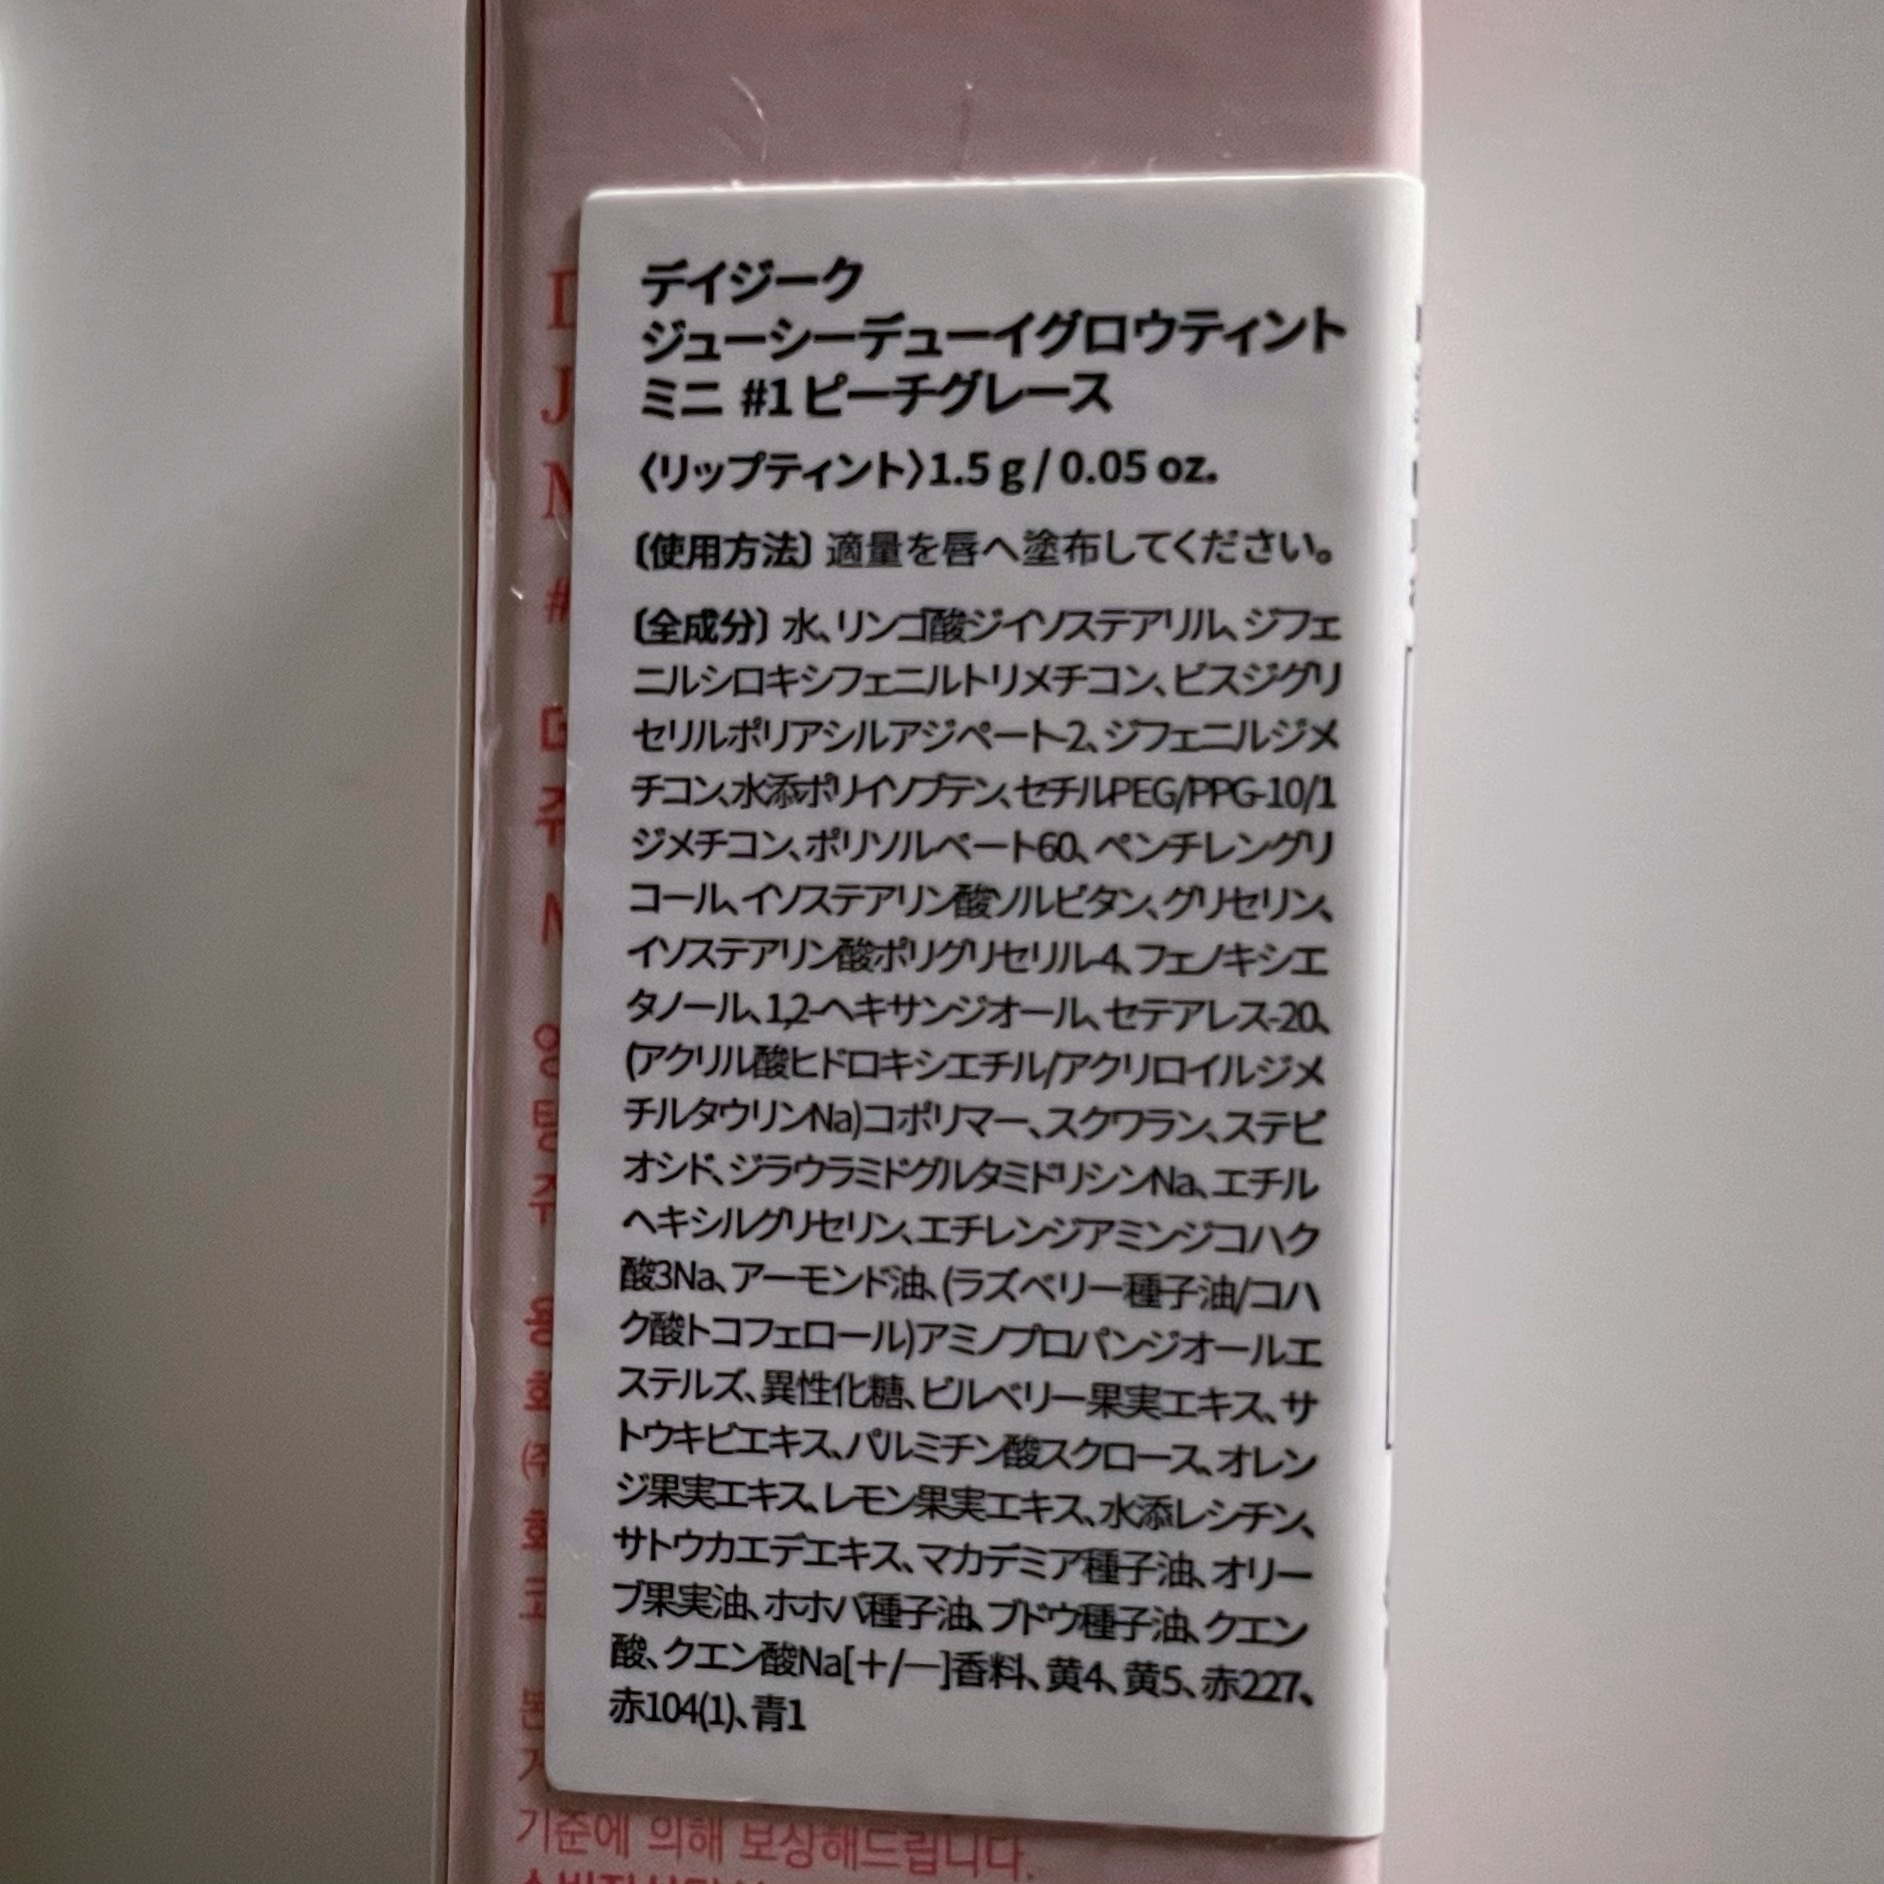 デイジーク
ジューシーデューイグロウティント
ミニ #1 ピーチグレース
〈リップティント〉1.5 g / 0.05 oz.
〔使用方法〕 適量を唇へ塗布してください。
〔全成分〕 水、リンゴ酸ジイソステアリル、ジフェ
ニルシロキシフェニルトリメチコン、ビスジグリ
セリルポリアシルアジペート-2、ジフェニルジメ
チコン、水添ポリイソブテン、セチルPEG/PPG-10/1
ジメチコン、ポリソルベート60、ペンチレングリ
コール、イソステアリン酸ソルビタン、グリセリン、
イソステアリン酸ポリグリセリル-4、フェノキシエ
タノール、1,2-ヘキサンジオール、セテアレス-20、
(アクリル酸ヒドロキシエチル/アクリロイルジメ
チルタウリンNa)コポリマー、スクワラン、ステビ
オシド、ジラウラミドグルタミドリシンNa、エチル
ヘキシルグリセリン、エチレンジアミンジコハク
酸3Na、アーモンド油、(ラズベリー種子油/コハ
ク酸トコフェロール)アミノプロパンジオールエ
ステルズ、異性化糖、ビルベリー果実エキス、サ
トウキビエキス、パルミチン酸スクロース、オレン
ジ果実エキス、レモン果実エキス、水添レシチン、
サトウカエデエキス、マカデミア種子油、オリー
ブ果実油、ホホバ種子油、ブドウ種子油、クエン
酸、クエン酸Na[＋/－]香料、黄4、黄5、赤227、
赤104(1)、青1
기준에 의해 보상해드립니다.